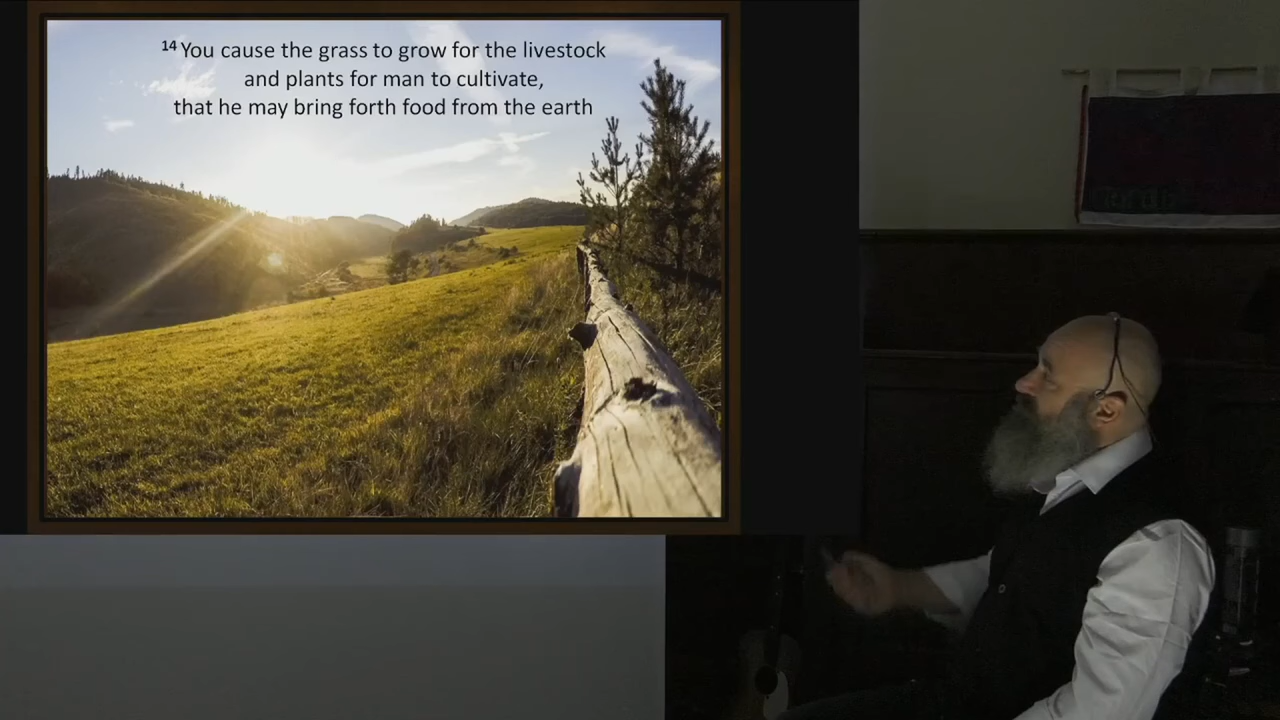 14 You cause the grass to grow for the livestock
and plants for man to cultivate,
that he may bring forth food from the earth